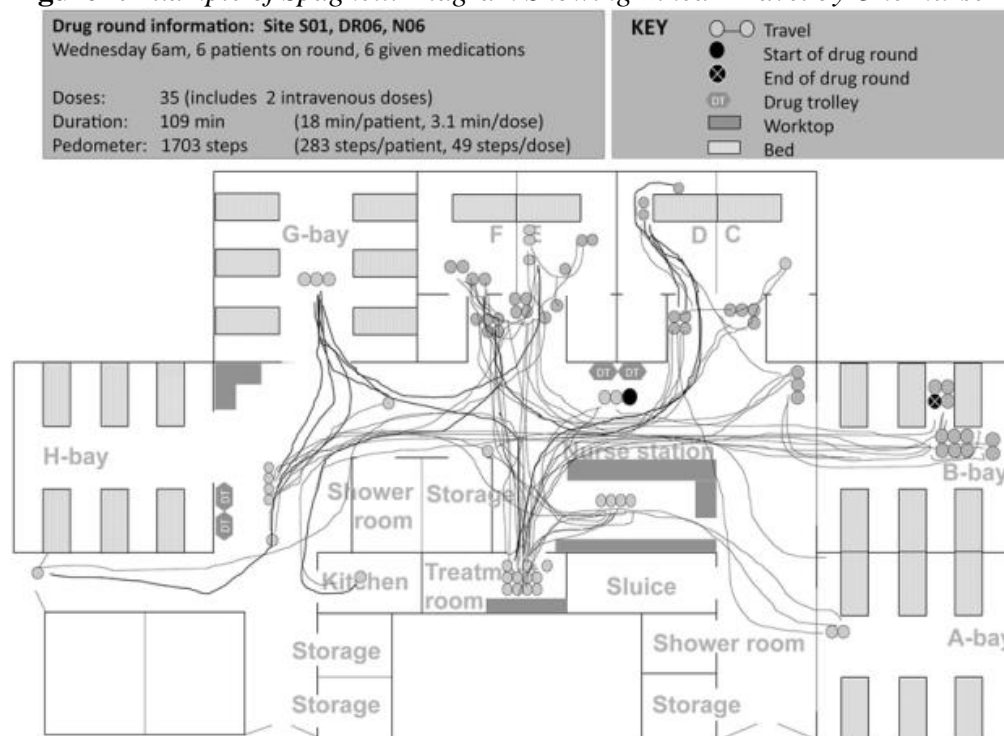 Drug round information: Site S01, DR06, N06
Wednesday 6am, 6 patients on round, 6 given medications
Doses: 35 (includes 2 intravenous doses)
Duration: 109 min (18 min/patient, 3.1 min/dose)
Pedometer: 1703 steps (283 steps/patient, 49 steps/dose)
KEY
Travel
Start of drug round
End of drug round
DT Drug trolley
Worktop
Bed
G-bay
F E
D C
DT DT
H-bay
Nurse station
B-bay
DT
DT
Shower
room
Storage
Kitchen
Treatm
room
Sluice
Storage
Shower room
A-bay
Storage
Storage